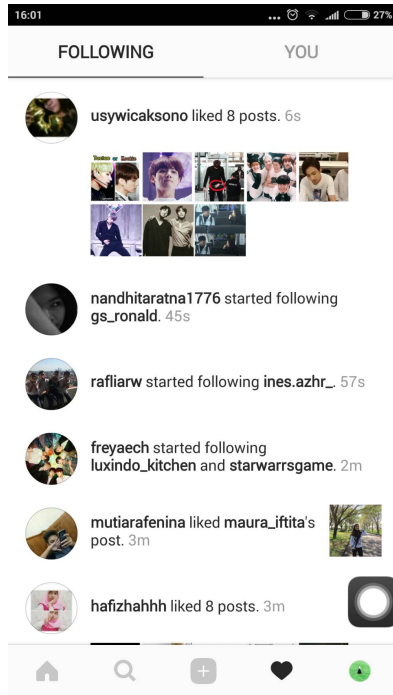 16:01
27%
FOLLOWING
YOU
usywicaksono liked 8 posts. 6s
nandhitaratna1776 started following
gs_ronald. 45s
rafliarw started following ines.azhr_. 57s
freyaech started following
luxindo_kitchen and starwarrsgame. 2m
mutiarafenina liked maura_iftita's
post. 3m
hafizhahhh liked 8 posts. 3m